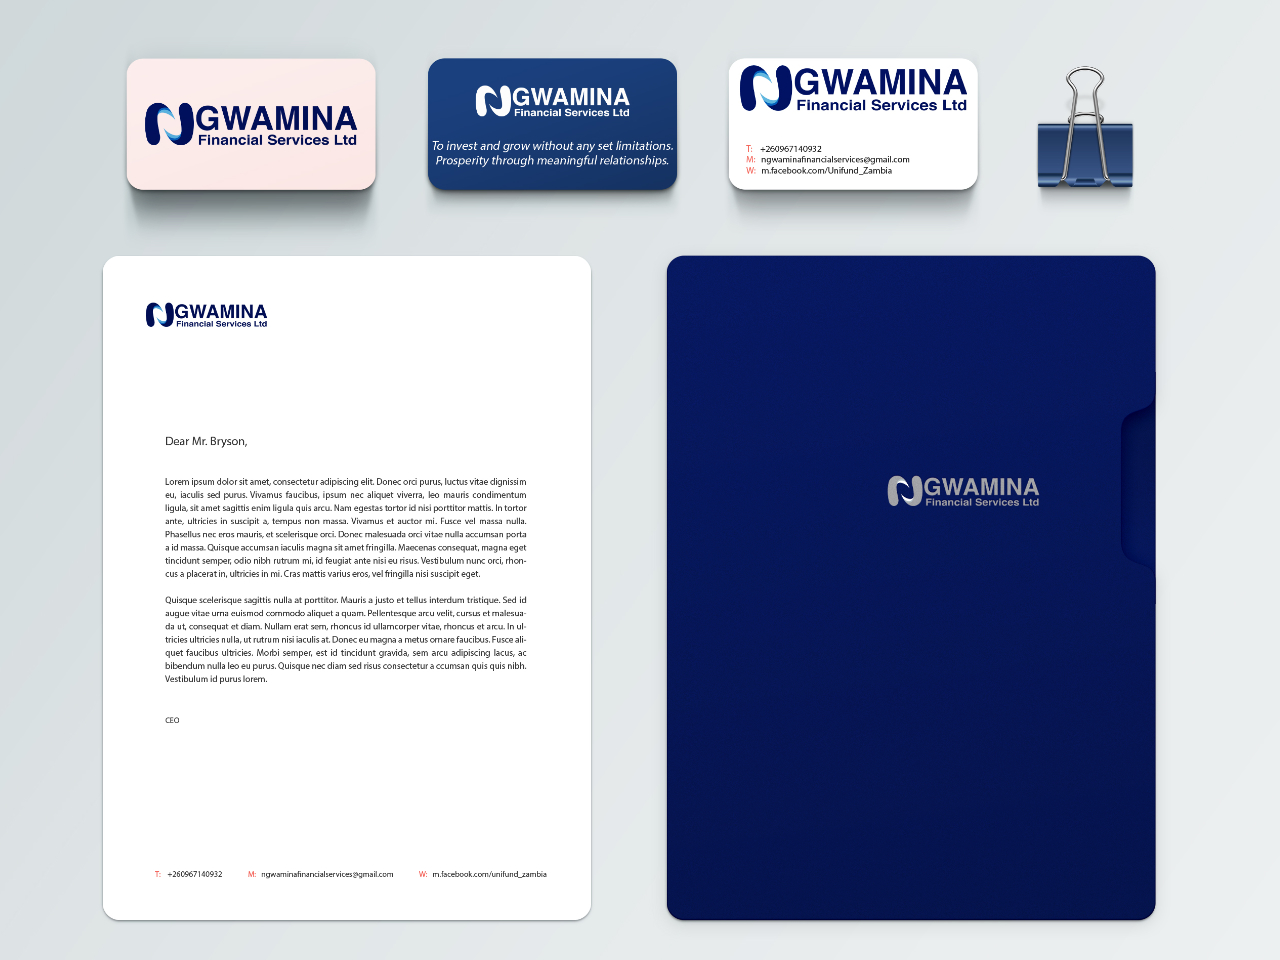 NGWAMINA
Financial Services Ltd
NGWAMINA
Financial Services Ltd
To invest and grow without any set limitations.
Prosperity through meaningful relationships.
NGWAMINA
Financial Services Ltd
T: +260967140932
M: ngwaminafinancialservices@gmail.com
W: m.facebook.com/Unifund_Zambia
NGWAMINA
Financial Services Ltd
Dear Mr. Bryson,
Lorem ipsum dolor sit amet, consectetur adipiscing elit. Donec orci purus, luctus vitae dignissim
eu, iaculis sed purus. Vivamus faucibus, ipsum nec aliquet viverra, leo mauris condimentum
ligula, sit amet sagittis enim ligula quis arcu. Nam egestas tortor id nisi porttitor mattis. In tortor
ante, ultricies in suscipit a, tempus non massa. Vivamus et auctor mi. Fusce vel massa nulla.
Phasellus nec eros mauris, et scelerisque orci. Donec malesuada orci vitae nulla accumsan porta
a id massa. Quisque accumsan iaculis magna sit amet fringilla. Maecenas consequat, magna eget
tincidunt semper, odio nibh rutrum mi, id feugiat ante nisi eu risus. Vestibulum nunc orci, rhon-
cus a placerat in, ultricies in mi. Cras mattis varius eros, vel fringilla nisi suscipit eget.
Quisque scelerisque sagittis nulla at porttitor. Mauris a justo et tellus interdum tristique. Sed id
augue vitae urna euismod commodo aliquet a quam. Pellentesque arcu velit, cursus et malesua-
da ut, consequat et diam. Nullam erat sem, rhoncus id ullamcorper vitae, rhoncus et arcu. In ul-
tricies ultricies nulla, ut rutrum nisi iaculis at. Donec eu magna a metus ornare faucibus. Fusce ali-
quet faucibus ultricies. Morbi semper, est id tincidunt gravida, sem arcu adipiscing lacus, ac
bibendum nulla leo eu purus. Quisque nec diam sed risus consectetur a ccumsan quis quis nibh.
Vestibulum id purus lorem.
CEO
T: +260967140932 M: ngwaminafinancialservices@gmail.com W: m.facebook.com/unifund_zambia
NGWAMINA
Financial Services Ltd